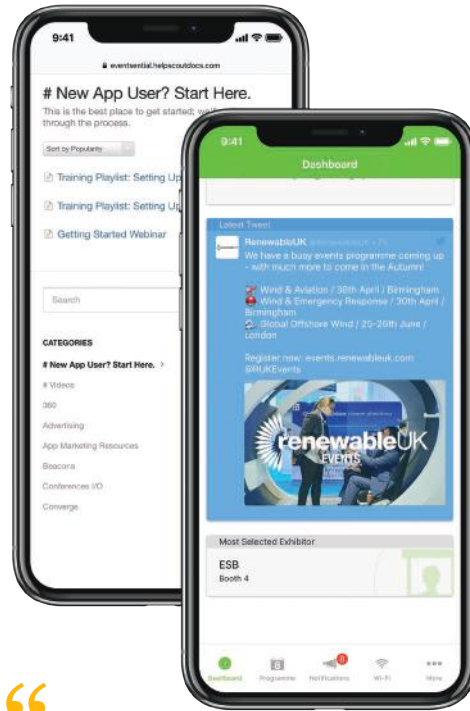 9:41
eventsential.helpscoutdocs.com
# New App User? Start Here.
This is the best place to get started;
through the process.
Sort by Popularity
Training Playlist: Setting Up
Training Playlist: Setting Up
Getting Started Webinar
Search
CATEGORIES
# New App User? Start Here. >
# Videos
360
Advertising
App Marketing Resources
Beacons
Conferences I/O
Converge
9:41
Dashboard
Latest Tweet
RenewableUK
We have a busy events programme coming up
- with much more to come in the Autumn!
Wind & Aviation / 30th April / Birmingham
Wind & Emergency Response / 30th April /
Birmingham
Global Offshore Wind / 25-26th June /
London
Register now: events.renewableuk.com
@RUKEvents
renewableUK
EVENTS
Most Selected Exhibitor
ESB
Booth 4
8
Dashboard
Programme
Notifications
Wi-Fi
More
“